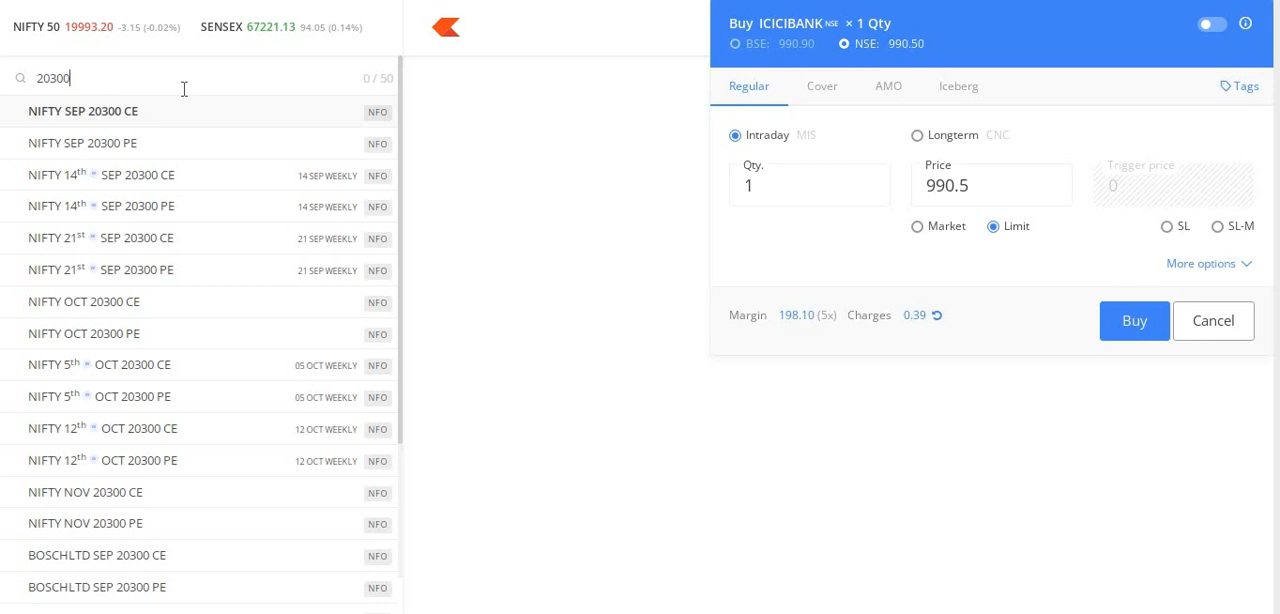 NIFTY 50 19993.20 -3.15 (-0.02%) SENSEX 67221.13 94.05 (0.14%)
20300 0 / 50
NIFTY SEP 20300 CE NFO
NIFTY SEP 20300 PE NFO
NIFTY 14th w SEP 20300 CE 14 SEP WEEKLY NFO
NIFTY 14th w SEP 20300 PE 14 SEP WEEKLY NFO
NIFTY 21st w SEP 20300 CE 21 SEP WEEKLY NFO
NIFTY 21st w SEP 20300 PE 21 SEP WEEKLY NFO
NIFTY OCT 20300 CE NFO
NIFTY OCT 20300 PE NFO
NIFTY 5th w OCT 20300 CE 05 OCT WEEKLY NFO
NIFTY 5th w OCT 20300 PE 05 OCT WEEKLY NFO
NIFTY 12th w OCT 20300 CE 12 OCT WEEKLY NFO
NIFTY 12th w OCT 20300 PE 12 OCT WEEKLY NFO
NIFTY NOV 20300 CE NFO
NIFTY NOV 20300 PE NFO
BOSCHLTD SEP 20300 CE NFO
BOSCHLTD SEP 20300 PE NFO
Buy ICICIBANK NSE × 1 Qty
BSE: 990.90 NSE: 990.50
Regular Cover AMO Iceberg Tags
Intraday MIS Longterm CNC
Qty. Price Trigger price
1 990.5 0
Market Limit SL SL-M
More options
Margin 198.10 (5x) Charges 0.39 Buy Cancel